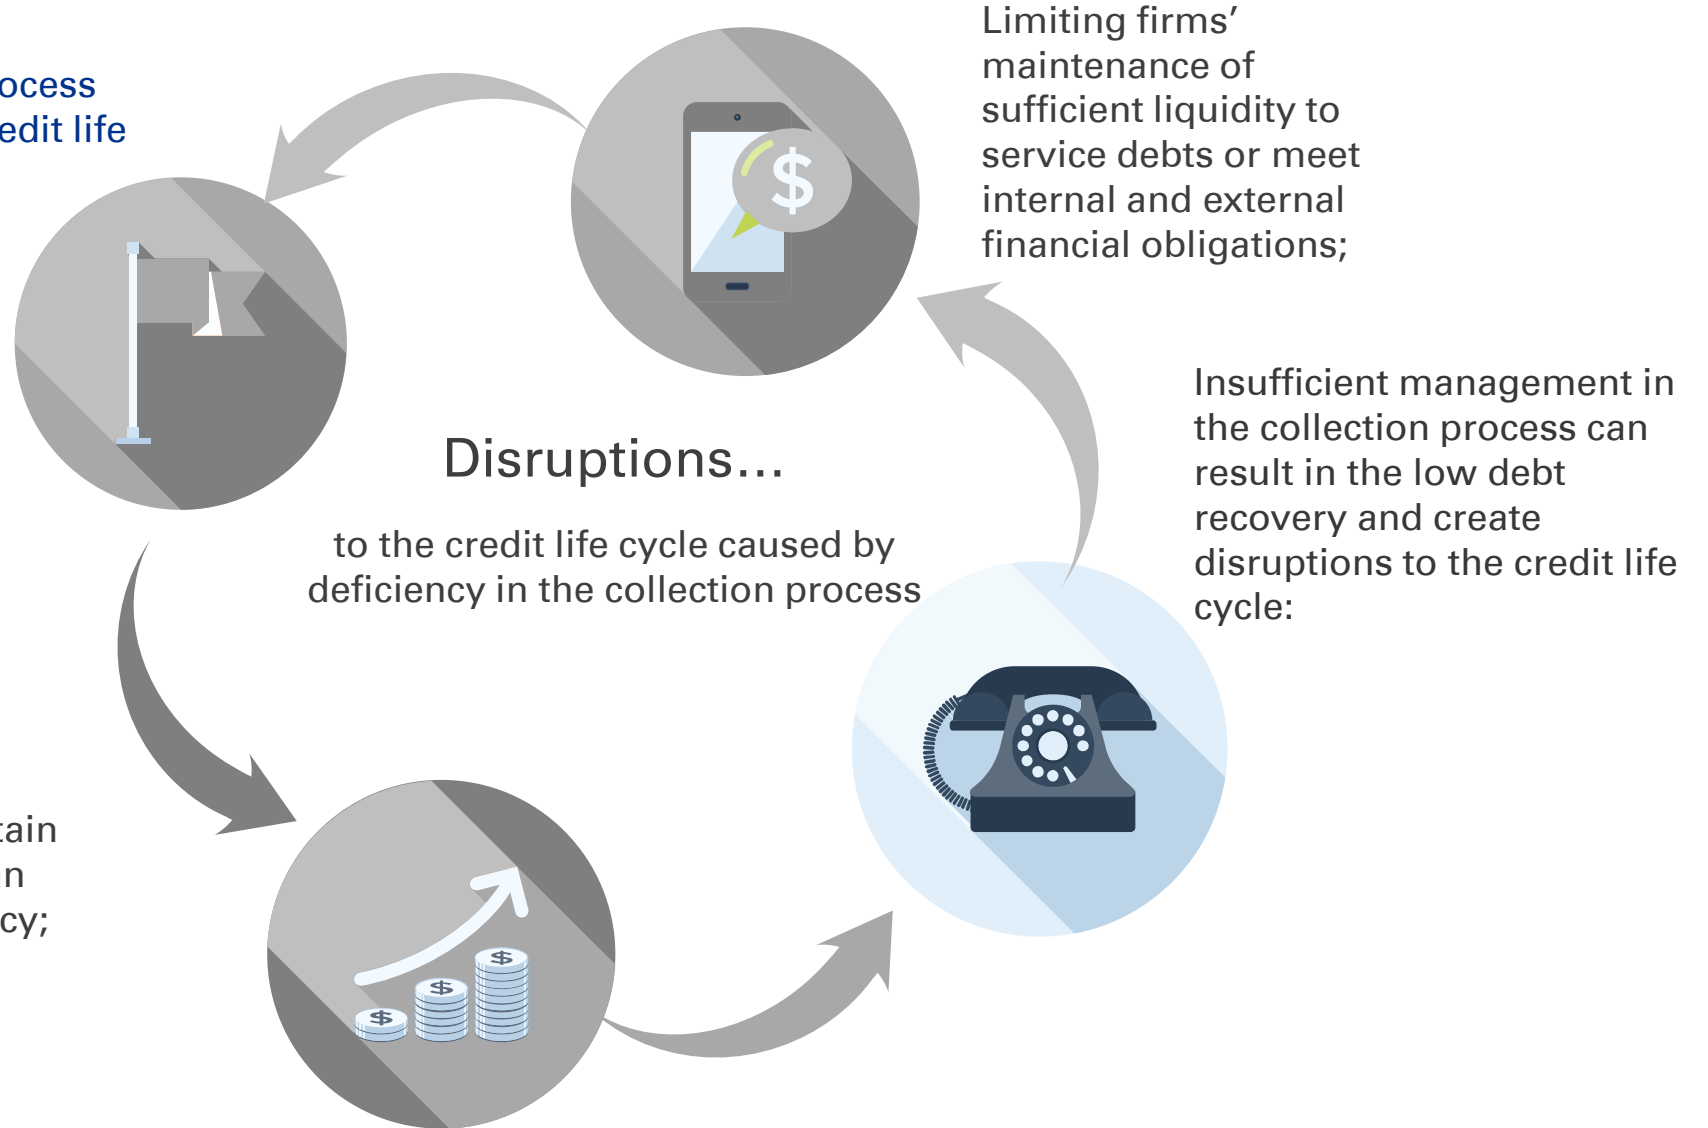 Limiting firms’
maintenance of
sufficient liquidity to
service debts or meet
internal and external
financial obligations;
edit life
Insufficient management in
the collection process can
result in the low debt
recovery and create
disruptions to the credit life
cycle:
Disruptions...
to the credit life cycle caused by
deficiency in the collection process
ocess
tain
n
cy;
$
$
$
$